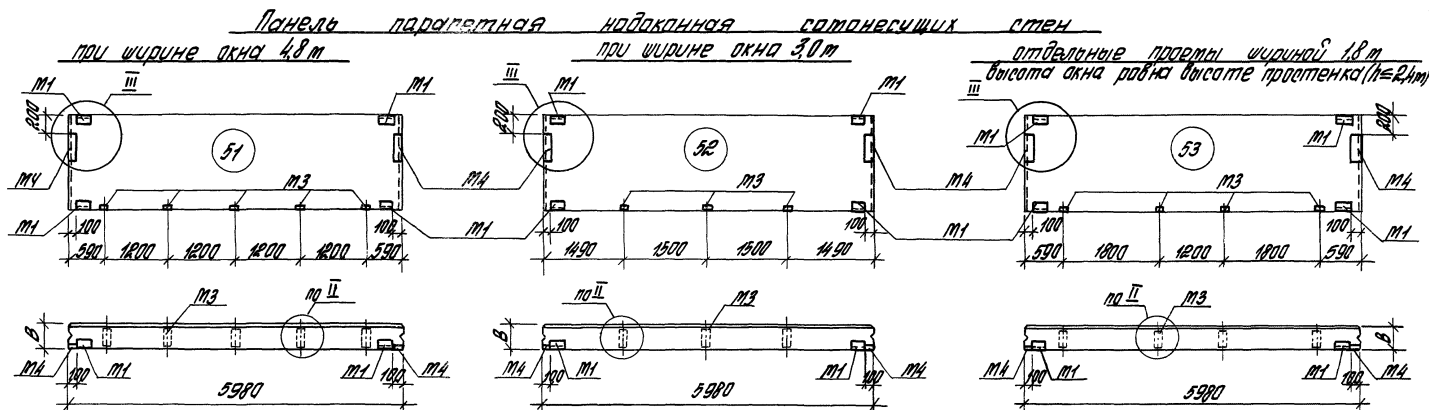 Панель парапетная надоконная самонесущих стен
при ширине окна 4,8 м
при ширине окна 3,0 м
отдельные проемы шириной 1,8 м
высота окна равна высоте простенка (h=2,4м)
III
М1
М1
200
51
М4
М3
М1
100
100
590 1200 1200 1200 1200 590
III
М1
М1
200
52
М4
М3
М1
100
100
1490 1500 1500 1490
III
М1
М1
200
53
М4
М4
М3
М1
М1
100
100
590 1800 1200 1800 590
М3
по II
В
М4
М1
М1
М4
100
100
5980
по II
М3
В
М4
М1
М1
М4
100
100
5980
по II
М3
В
М4
М1
М1
М4
100
100
5980